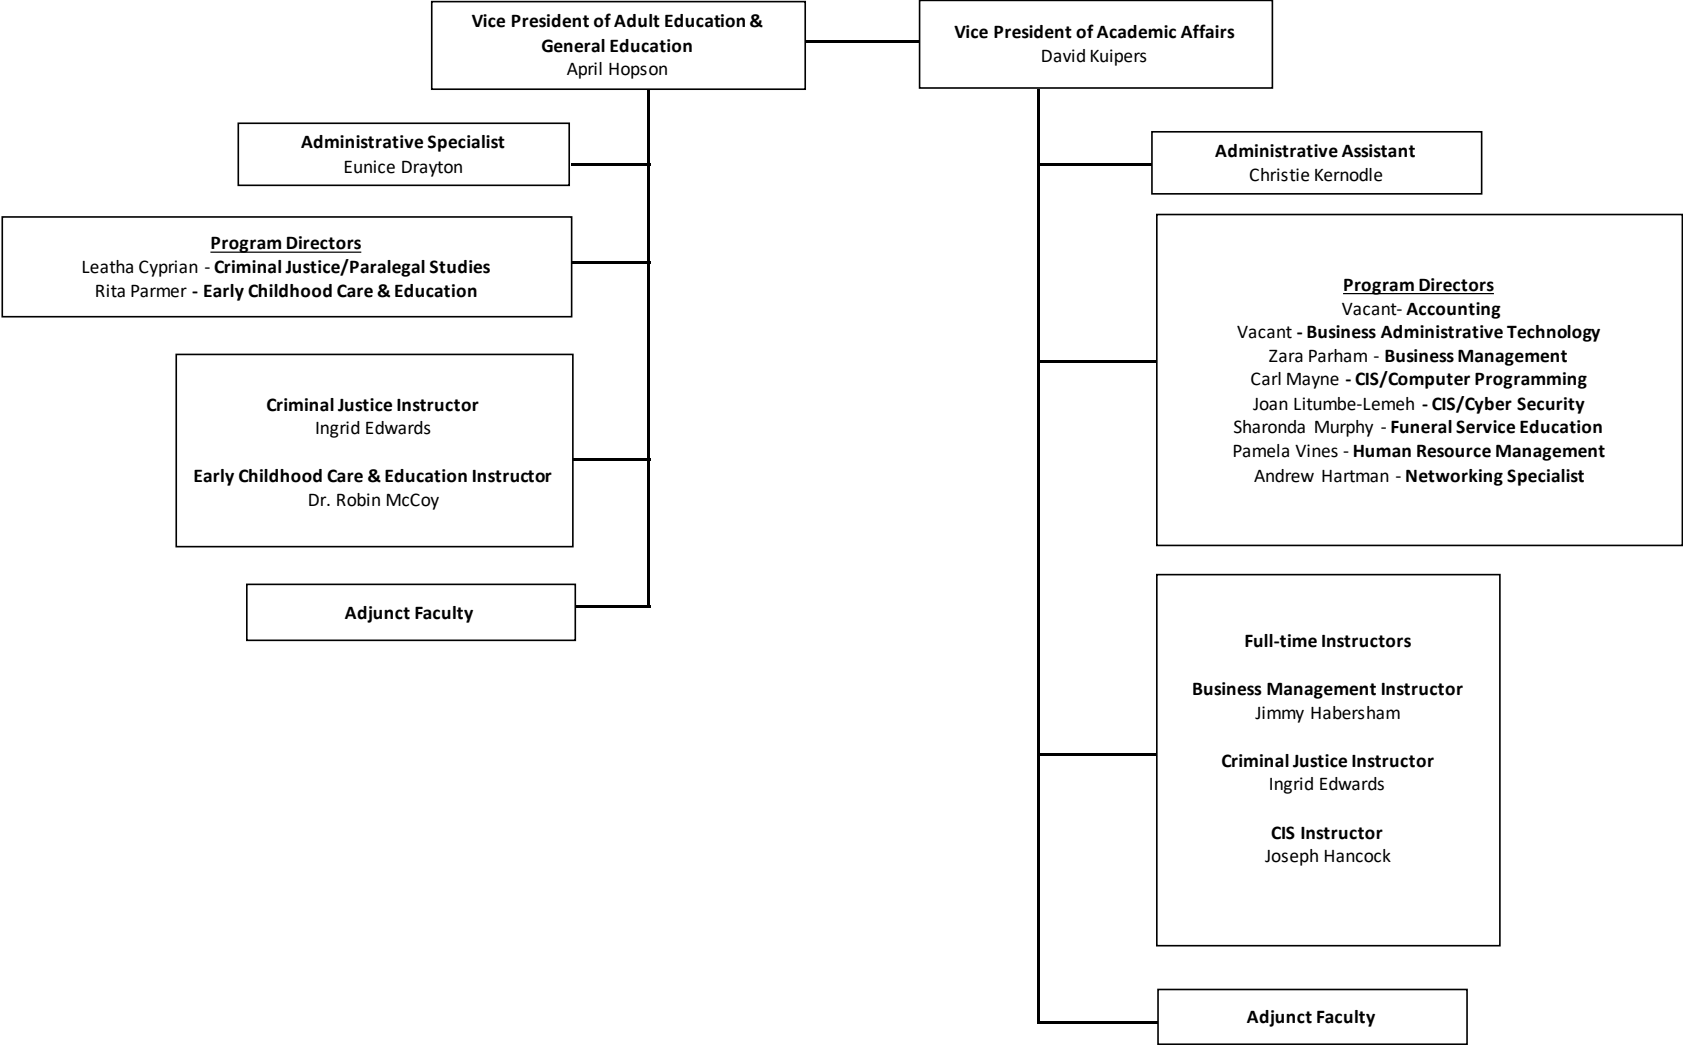 Vice President of Adult Education &
General Education
April Hopson
Vice President of Academic Affairs
David Kuipers
Administrative Specialist
Eunice Drayton
Program Directors
Leatha Cyprian - Criminal Justice/Paralegal Studies
Rita Parmer - Early Childhood Care & Education
Criminal Justice Instructor
Ingrid Edwards
Early Childhood Care & Education Instructor
Dr. Robin McCoy
Adjunct Faculty
Administrative Assistant
Christie Kernodle
Program Directors
Vacant- Accounting
Vacant - Business Administrative Technology
Zara Parham - Business Management
Carl Mayne - CIS/Computer Programming
Joan Litumbe-Lemeh - CIS/Cyber Security
Sharonda Murphy - Funeral Service Education
Pamela Vines - Human Resource Management
Andrew Hartman - Networking Specialist
Full-time Instructors
Business Management Instructor
Jimmy Habersham
Criminal Justice Instructor
Ingrid Edwards
CIS Instructor
Joseph Hancock
Adjunct Faculty